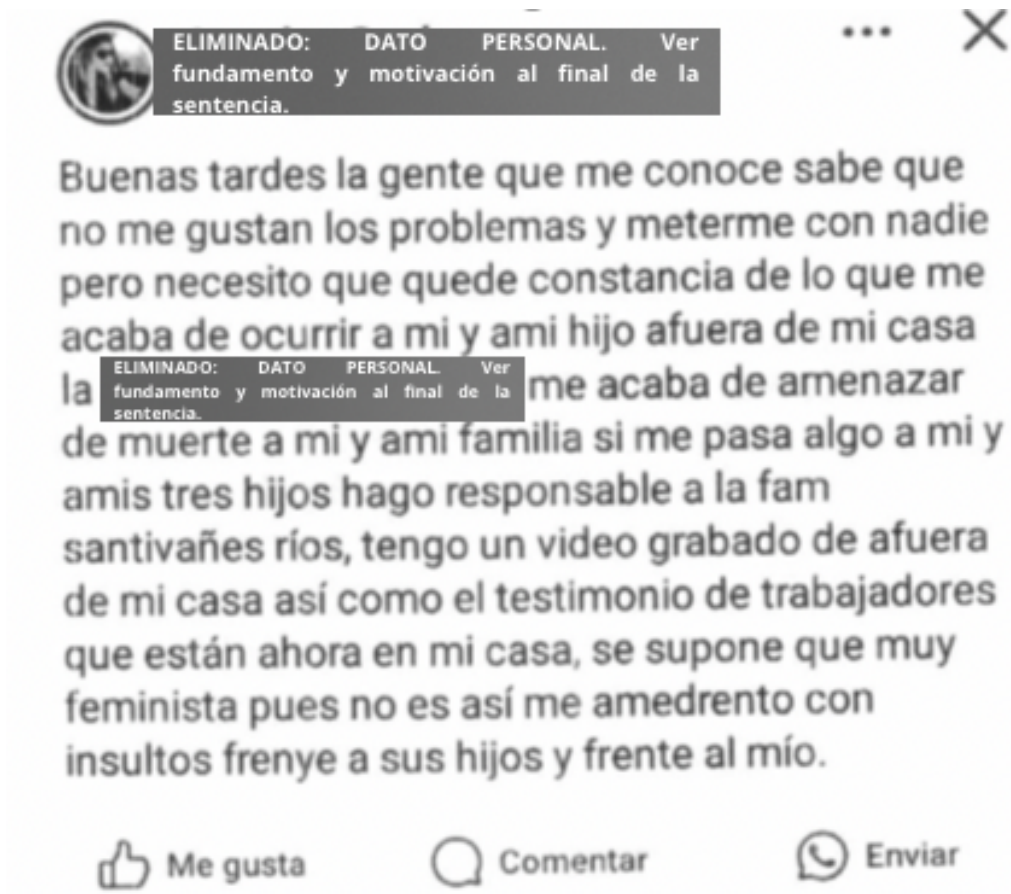 ELIMINADO: DATO PERSONAL. Ver
fundamento y motivación al final de la
sentencia.
Buenas tardes la gente que me conoce sabe que
no me gustan los problemas y meterme con nadie
pero necesito que quede constancia de lo que me
acaba de ocurrir a mi y ami hijo afuera de mi casa
la
ELIMINADO: DATO PERSONAL. Ver
fundamento y motivación al final de la
sentencia.
me acaba de amenazar
de muerte a mi y ami familia si me pasa algo a mi y
amis tres hijos hago responsable a la fam
santivañes ríos, tengo un video grabado de afuera
de mi casa así como el testimonio de trabajadores
que están ahora en mi casa, se supone que muy
feminista pues no es así me amedrento con
insultos frenye a sus hijos y frente al mío.
Me gusta
Comentar
Enviar